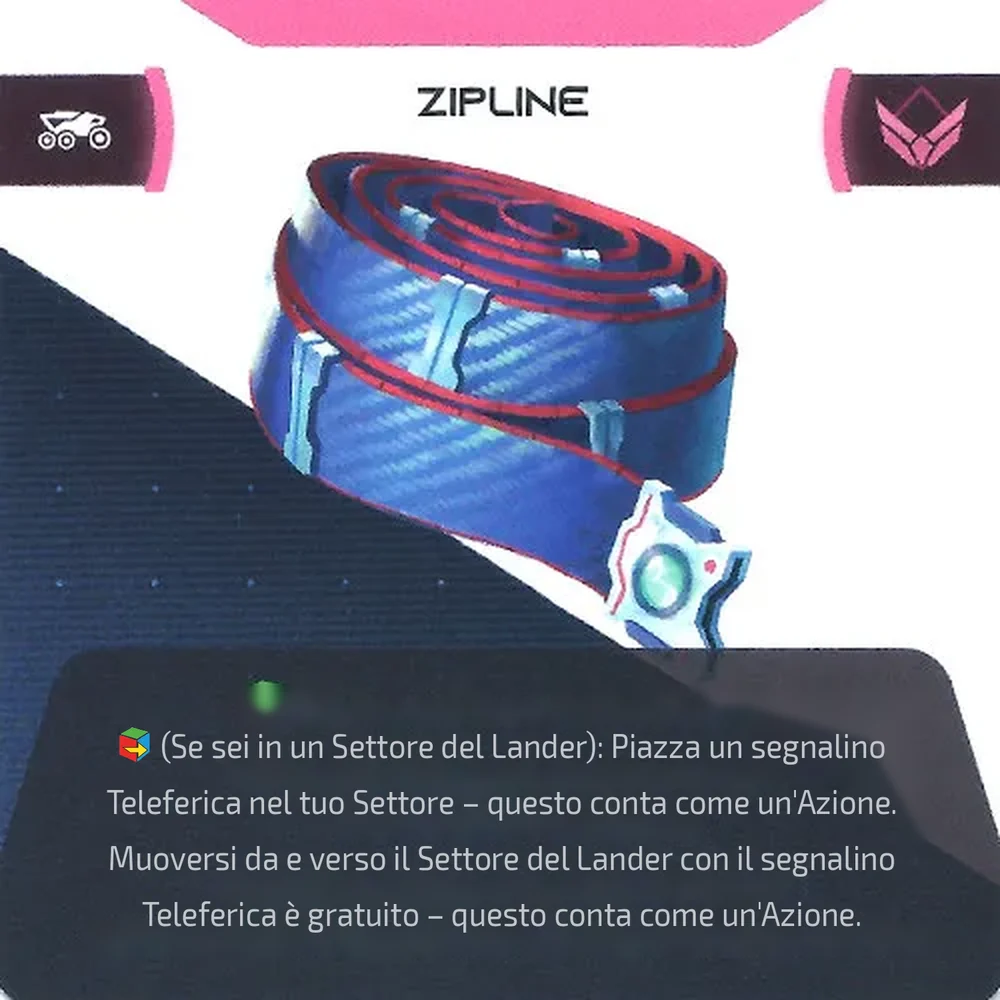 ZIPLINE
(Se sei in un Settore del Lander): Piazza un segnalino
Teleferica nel tuo Settore – questo conta come un'Azione.
Muoversi da e verso il Settore del Lander con il segnalino
Teleferica è gratuito – questo conta come un'Azione.